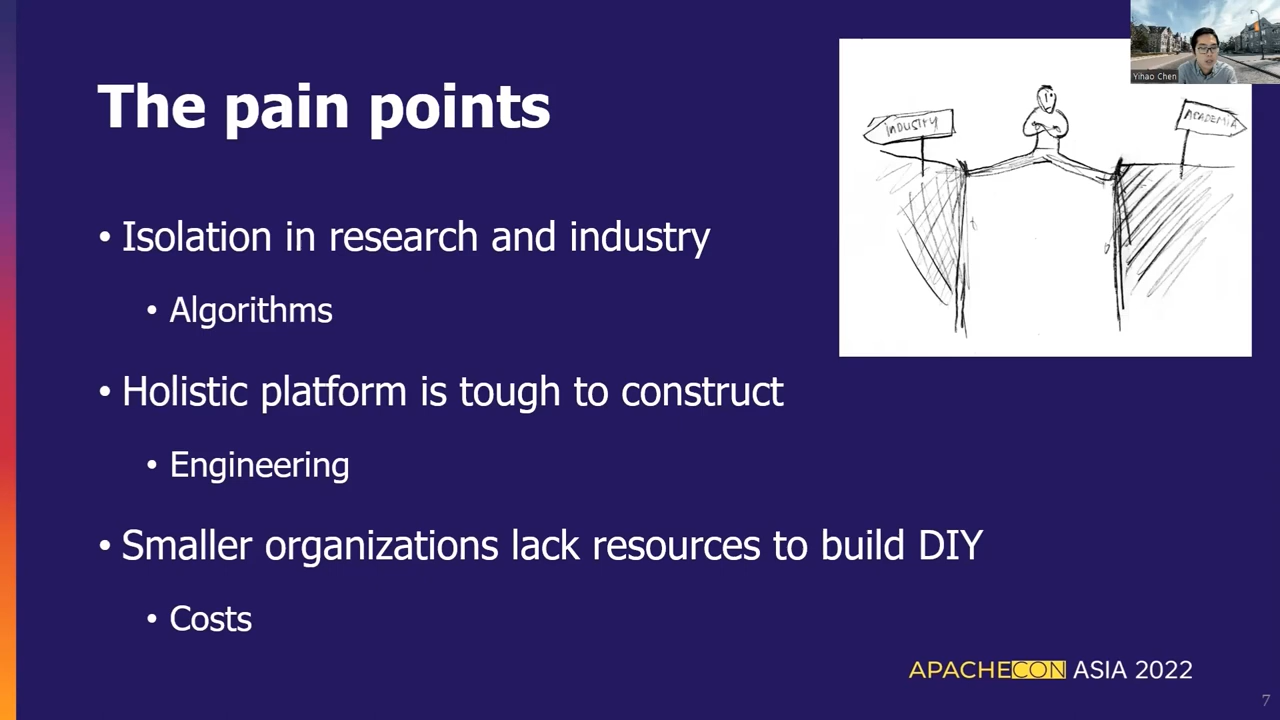 The pain points
Yihao Chen
INDUSTRY
ACADEMIA
• Isolation in research and industry
• Algorithms
• Holistic platform is tough to construct
• Engineering
• Smaller organizations lack resources to build DIY
• Costs
APACHECON ASIA 2022
7